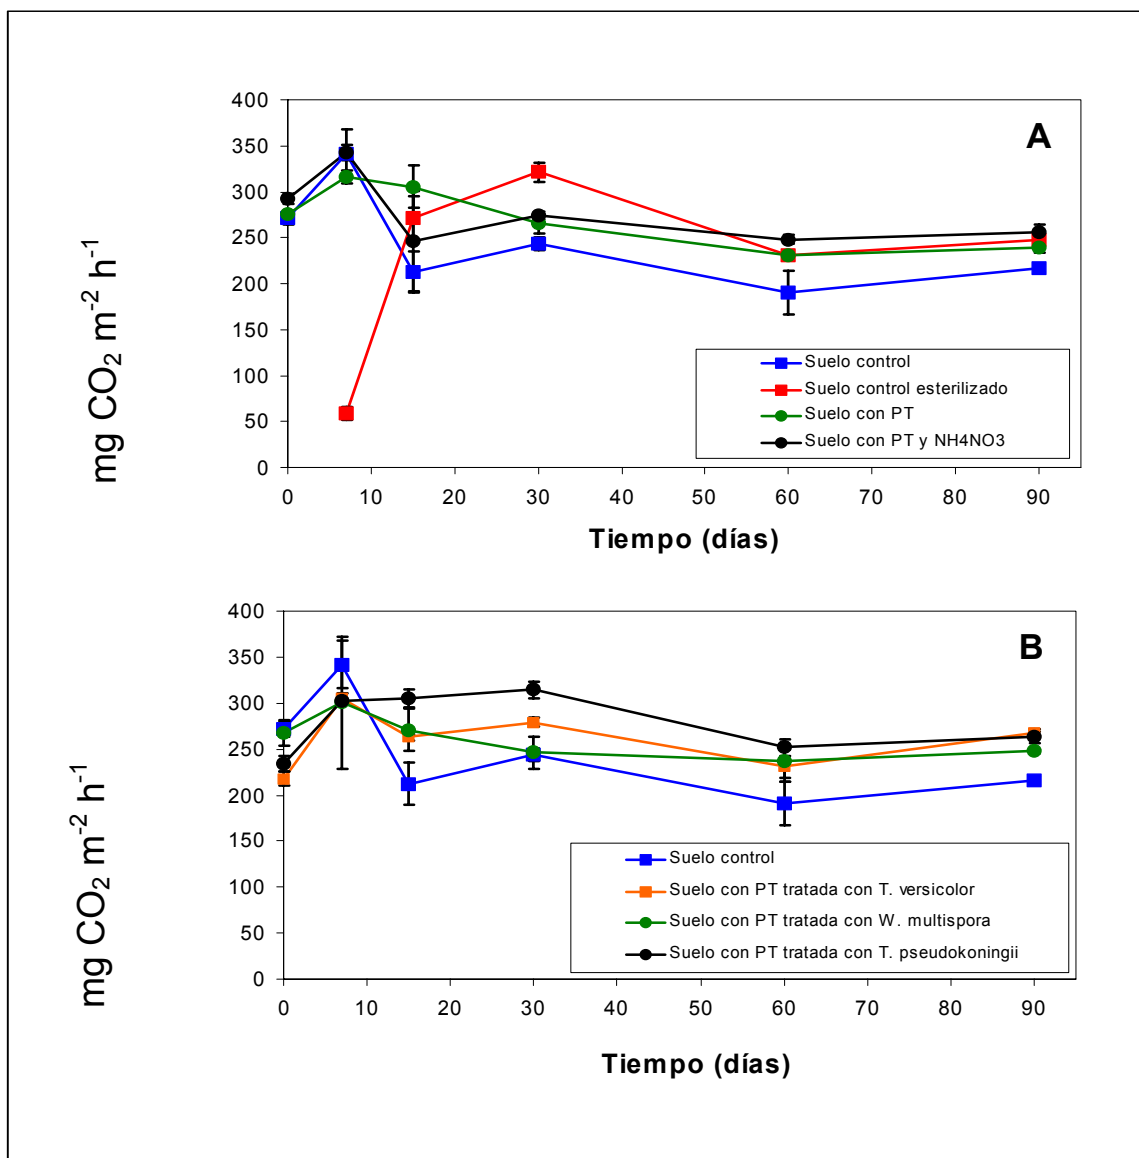 A
mg CO₂ m⁻² h⁻¹
400
350
300
250
200
150
100
50
0
Suelo control
Suelo control esterilizado
Suelo con PT
Suelo con PT y NH4NO3
0 10 20 30 40 50 60 70 80 90
Tiempo (días)
B
mg CO₂ m⁻² h⁻¹
400
350
300
250
200
150
100
50
0
Suelo control
Suelo con PT tratada con T. versicolor
Suelo con PT tratada con W. multispora
Suelo con PT tratada con T. pseudokoningii
0 10 20 30 40 50 60 70 80 90
Tiempo (días)